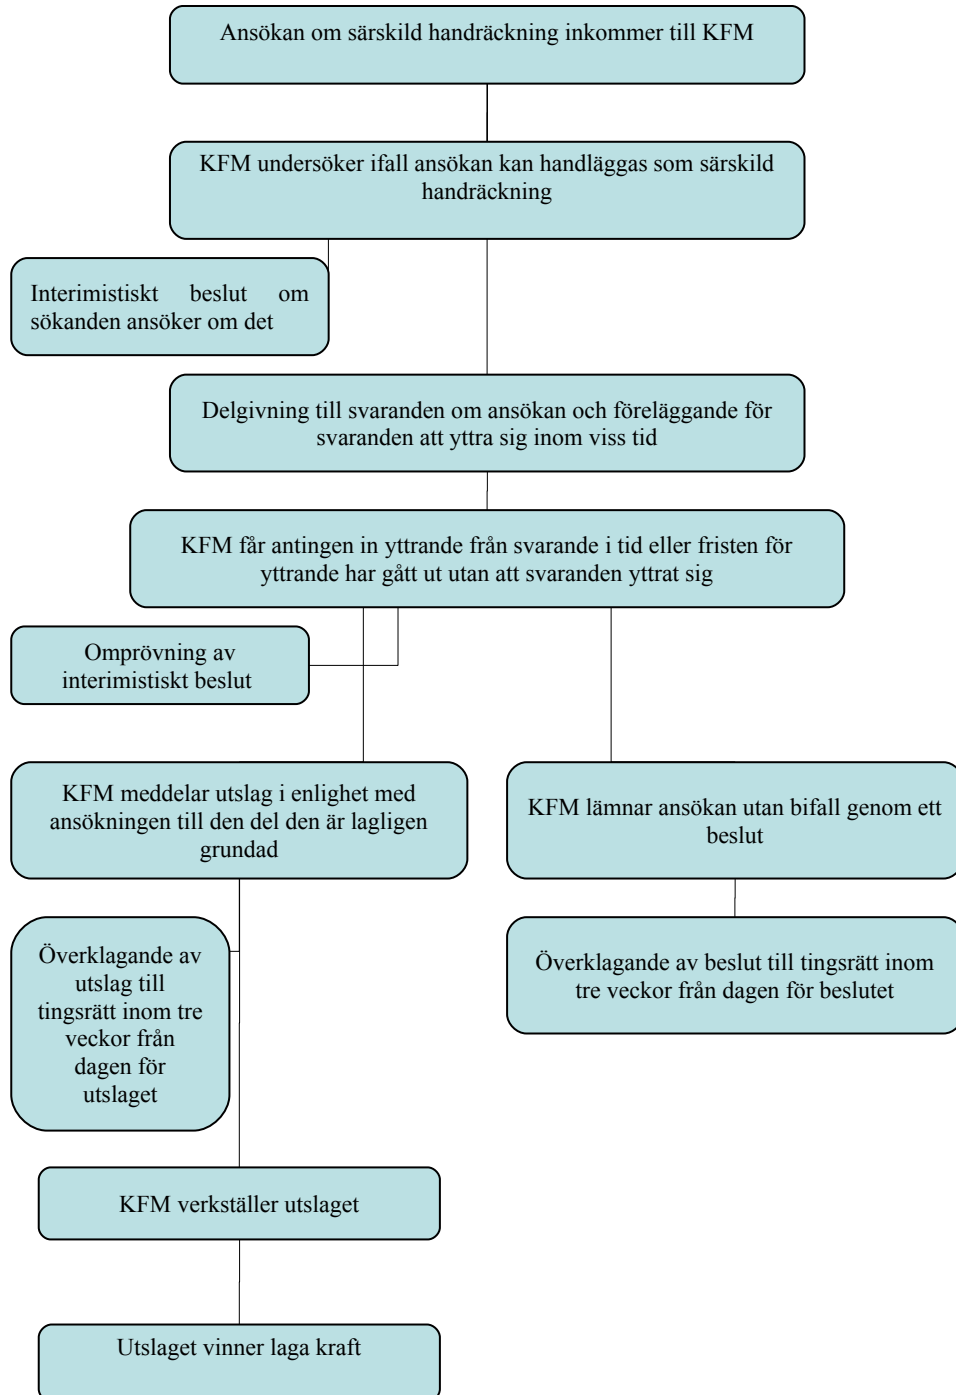 Ansökan om särskild handräckning inkommer till KFM
KFM undersöker ifall ansökan kan handläggas som särskild
handräckning
Interimistiskt beslut om
sökanden ansöker om det
Delgivning till svaranden om ansökan och föreläggande för
svaranden att yttra sig inom viss tid
KFM får antingen in yttrande från svarande i tid eller fristen för
yttrande har gått ut utan att svaranden yttrat sig
Omprövning av
interimistiskt beslut
KFM meddelar utslag i enlighet med
ansökningen till den del den är lagligen
grundad
KFM lämnar ansökan utan bifall genom ett
beslut
Överklagande av
utslag till
tingsrätt inom tre
veckor från
dagen för
utslaget
Överklagande av beslut till tingsrätt inom
tre veckor från dagen för beslutet
KFM verkställer utslaget
Utslaget vinner laga kraft